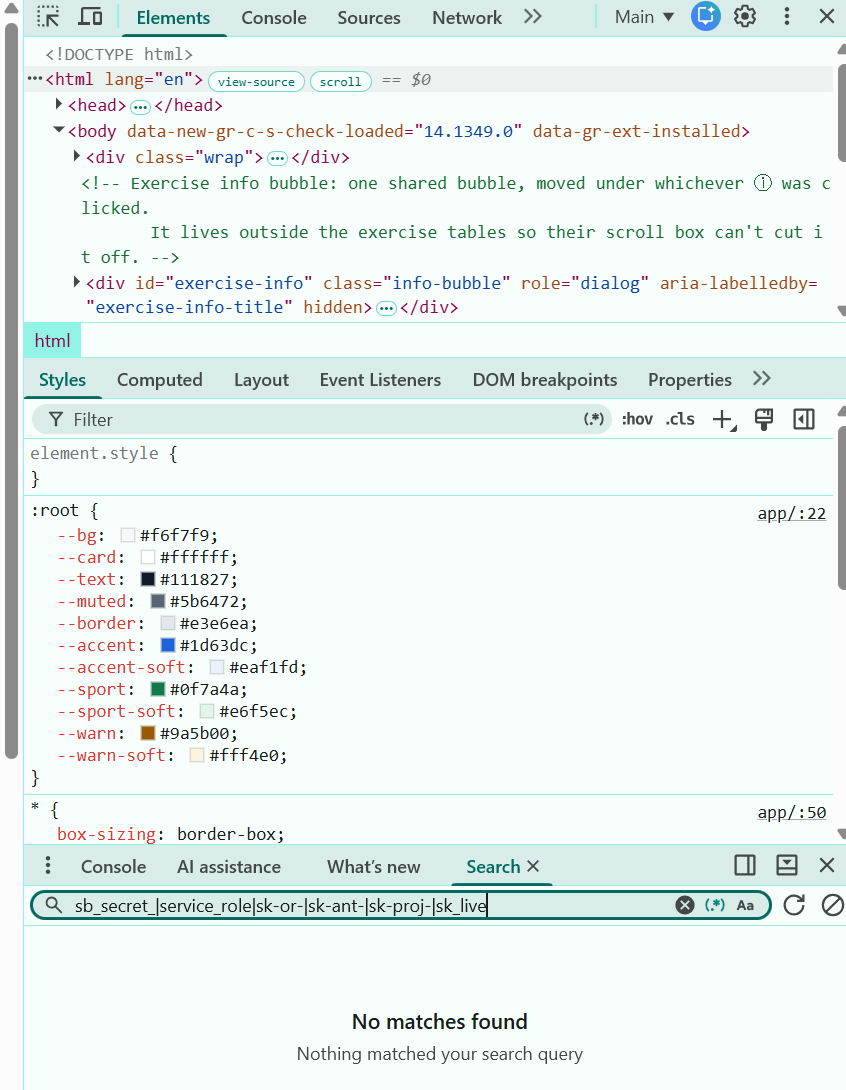 Elements Console Sources Network Main
<!DOCTYPE html>
<html lang="en"> view-source scroll == $0
<head> … </head>
<body data-new-gr-c-s-check-loaded="14.1349.0" data-gr-ext-installed>
<div class="wrap"> … </div>
<!-- Exercise info bubble: one shared bubble, moved under whichever ⓘ was c
licked.
It lives outside the exercise tables so their scroll box can't cut i
t off. -->
<div id="exercise-info" class="info-bubble" role="dialog" aria-labelledby=
"exercise-info-title" hidden> … </div>
html
Styles Computed Layout Event Listeners DOM breakpoints Properties
Filter (.*) :hov .cls
element.style {
}
:root { app/:22
--bg: #f6f7f9;
--card: #ffffff;
--text: #111827;
--muted: #5b6472;
--border: #e3e6ea;
--accent: #1d63dc;
--accent-soft: #eaf1fd;
--sport: #0f7a4a;
--sport-soft: #e6f5ec;
--warn: #9a5b00;
--warn-soft: #fff4e0;
}
* { app/:50
box-sizing: border-box;
Console AI assistance What's new Search
sb_secret_|service_role|sk-or-|sk-ant-|sk-proj-|sk_live (.*) Aa
No matches found
Nothing matched your search query